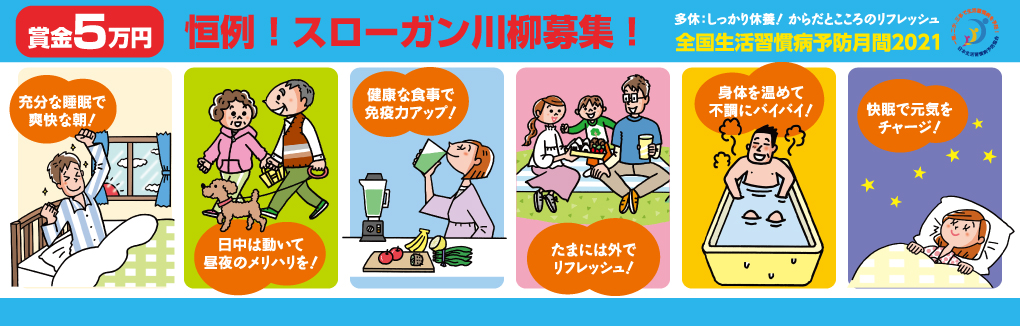 賞金5万円
恒例！スローガン川柳募集！
多休：しっかり休養！からだとこころのリフレッシュ
全国生活習慣病予防月間2021
充分な睡眠で
爽快な朝！
日中は動いて
昼夜のメリハリを！
健康な食事で
免疫力アップ！
たまには外で
リフレッシュ！
身体を温めて
不調にバイバイ！
快眠で元気を
チャージ！